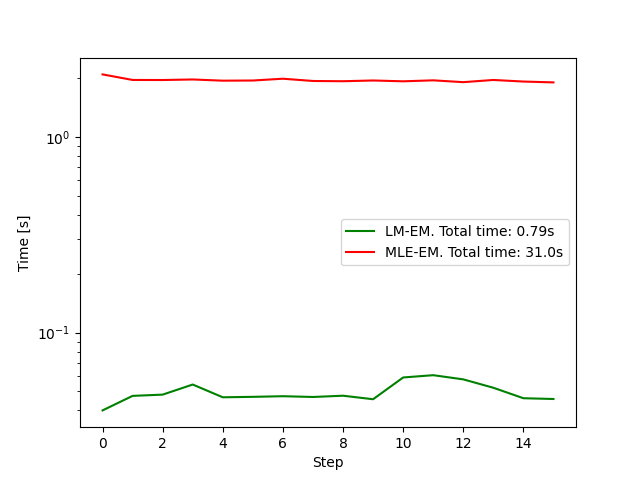 10⁰
10⁻¹
Time [s]
LM-EM. Total time: 0.79s
MLE-EM. Total time: 31.0s
0 2 4 6 8 10 12 14
Step